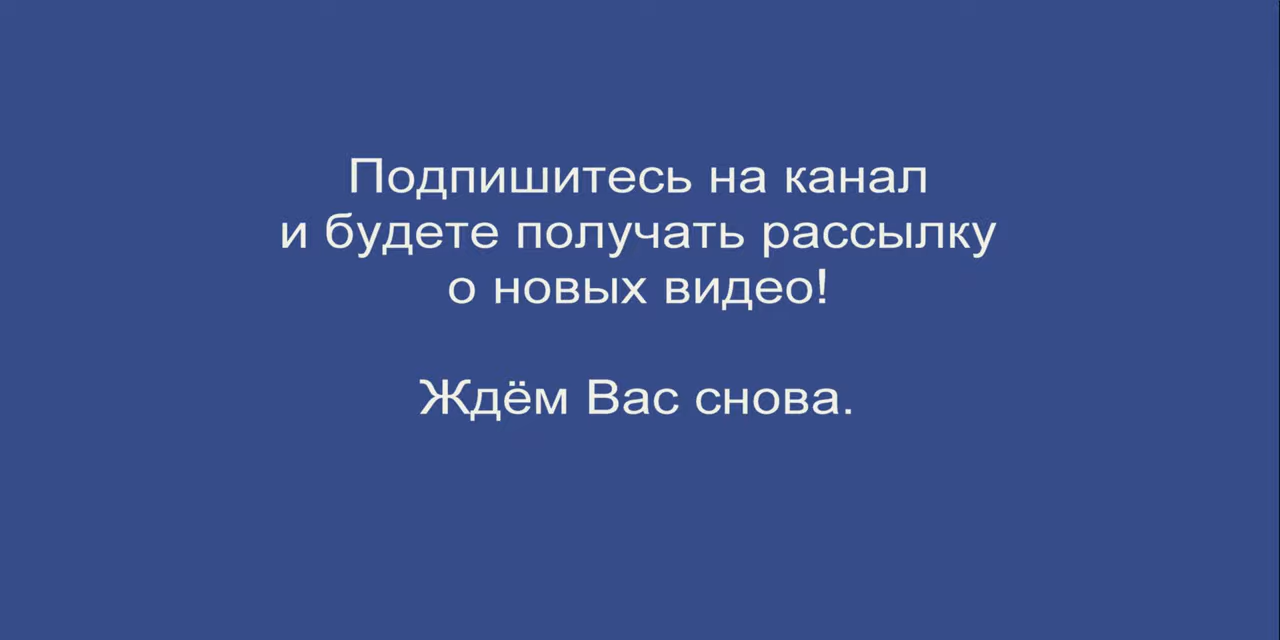 Подпишитесь на канал
и будете получать рассылку
о новых видео!
Ждём Вас снова.